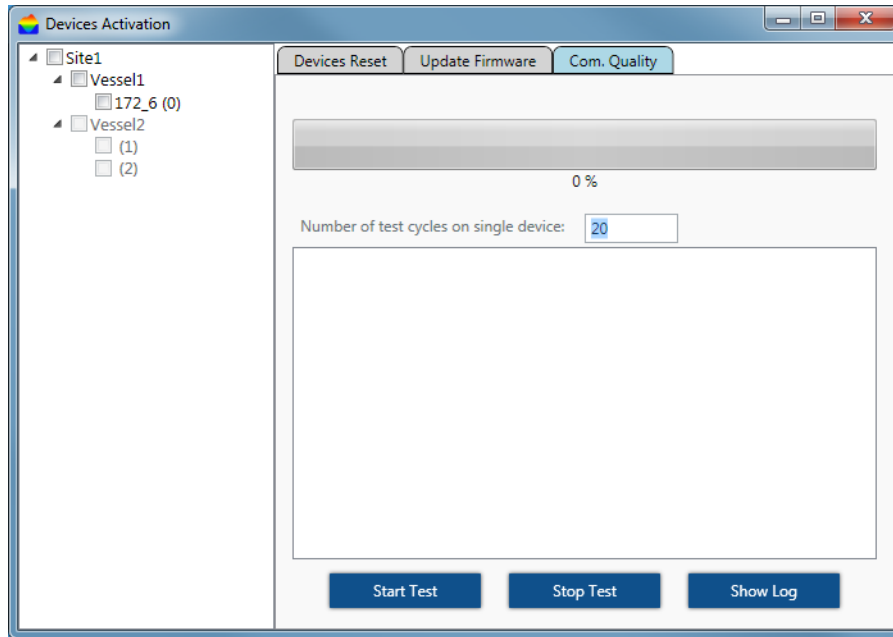 Devices Activation
Site1
Vessel1
172_6 (0)
Vessel2
(1)
(2)
Devices Reset
Update Firmware
Com. Quality
0 %
Number of test cycles on single device:
20
Start Test
Stop Test
Show Log